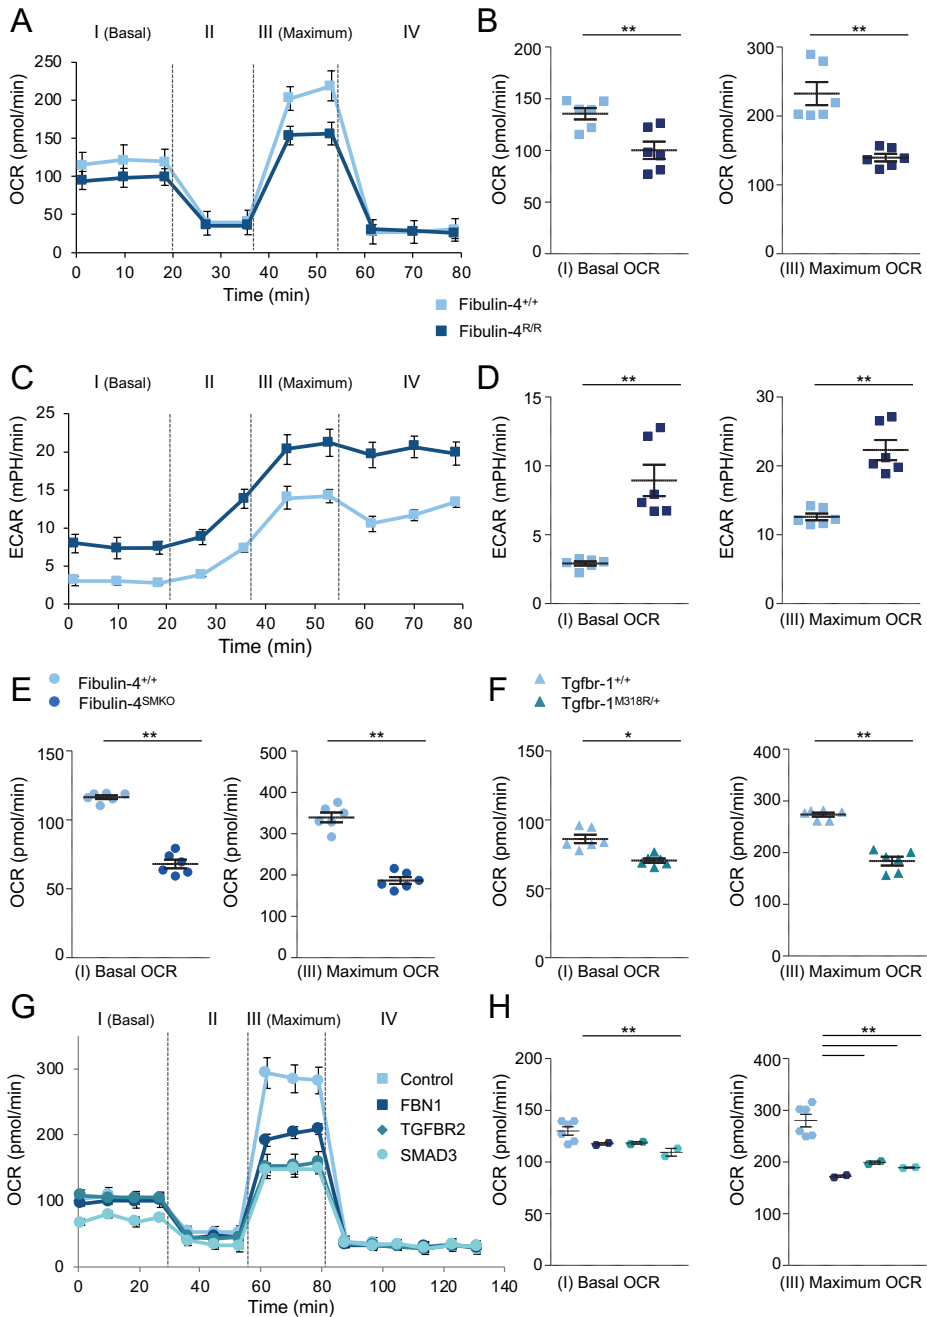 A
I (Basal) II III (Maximum) IV
OCR (pmol/min)
250
200
150
100
50
0
0 10 20 30 40 50 60 70 80
Time (min)
B
**
OCR (pmol/min)
200
150
100
50
0
(I) Basal OCR
**
OCR (pmol/min)
300
200
100
0
(III) Maximum OCR
Fibulin-4+/+
Fibulin-4R/R
C
I (Basal) II III (Maximum) IV
ECAR (mPH/min)
25
20
15
10
5
0
0 10 20 30 40 50 60 70 80
Time (min)
D
**
ECAR (mPH/min)
15
10
5
0
(I) Basal OCR
**
ECAR (mPH/min)
30
20
10
0
(III) Maximum OCR
E
Fibulin-4+/+
Fibulin-4SMKO
**
OCR (pmol/min)
150
100
50
0
(I) Basal OCR
**
OCR (pmol/min)
500
400
300
200
100
0
(III) Maximum OCR
F
Tgfbr-1+/+
Tgfbr-1M318R/+
*
OCR (pmol/min)
150
100
50
0
(I) Basal OCR
**
OCR (pmol/min)
400
300
200
100
0
(III) Maximum OCR
G
I (Basal) II III (Maximum) IV
OCR (pmol/min)
300
200
100
0
0 20 40 60 80 100 120 140
Time (min)
Control
FBN1
TGFBR2
SMAD3
H
**
OCR (pmol/min)
200
150
100
50
0
(I) Basal OCR
**
OCR (pmol/min)
400
300
200
100
0
(III) Maximum OCR